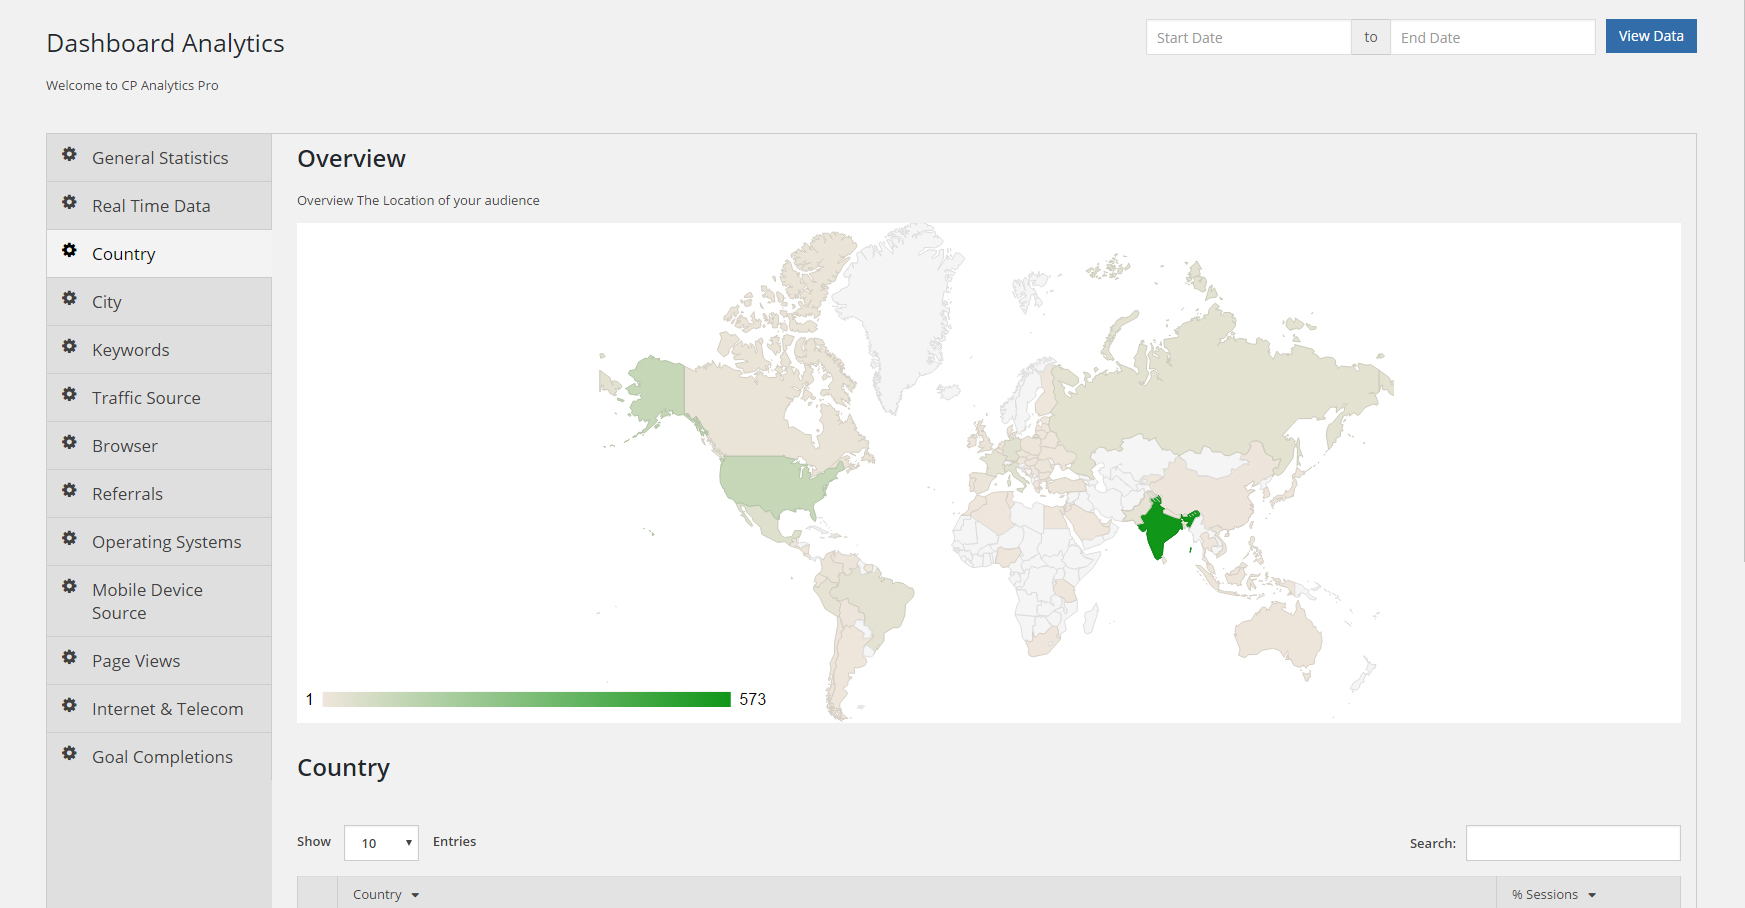 Dashboard Analytics
Welcome to CP Analytics Pro
Start Date to End Date View Data
General Statistics
Real Time Data
Country
City
Keywords
Traffic Source
Browser
Referrals
Operating Systems
Mobile Device
Source
Page Views
Internet & Telecom
Goal Completions
Overview
Overview The Location of your audience
1 573
Country
Show 10 Entries Search:
Country % Sessions